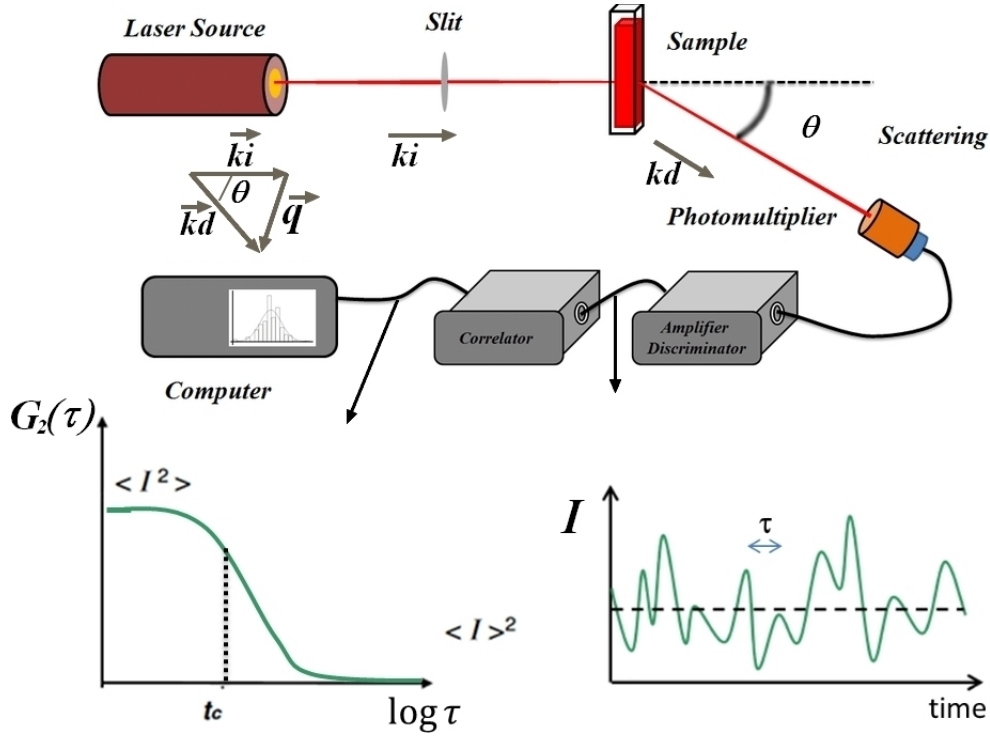 Laser Source
Slit
Sample
θ
Scattering
ki
ki
θ
kd
q
kd
Photomultiplier
Correlator
Amplifier
Discriminator
Computer
G₂(τ)
< I ² >
< I >²
tc
log τ
I
τ
time